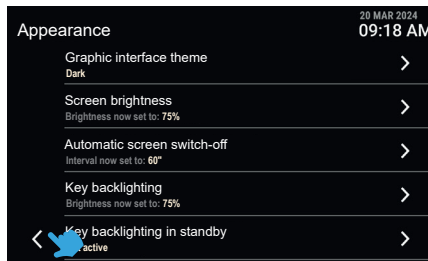 20 MAR 2024
Appearance
09:18 AM
Graphic interface theme
Dark
Screen brightness
Brightness now set to: 75%
Automatic screen switch-off
Interval now set to: 60"
Key backlighting
Brightness now set to: 75%
Key backlighting in standby
active